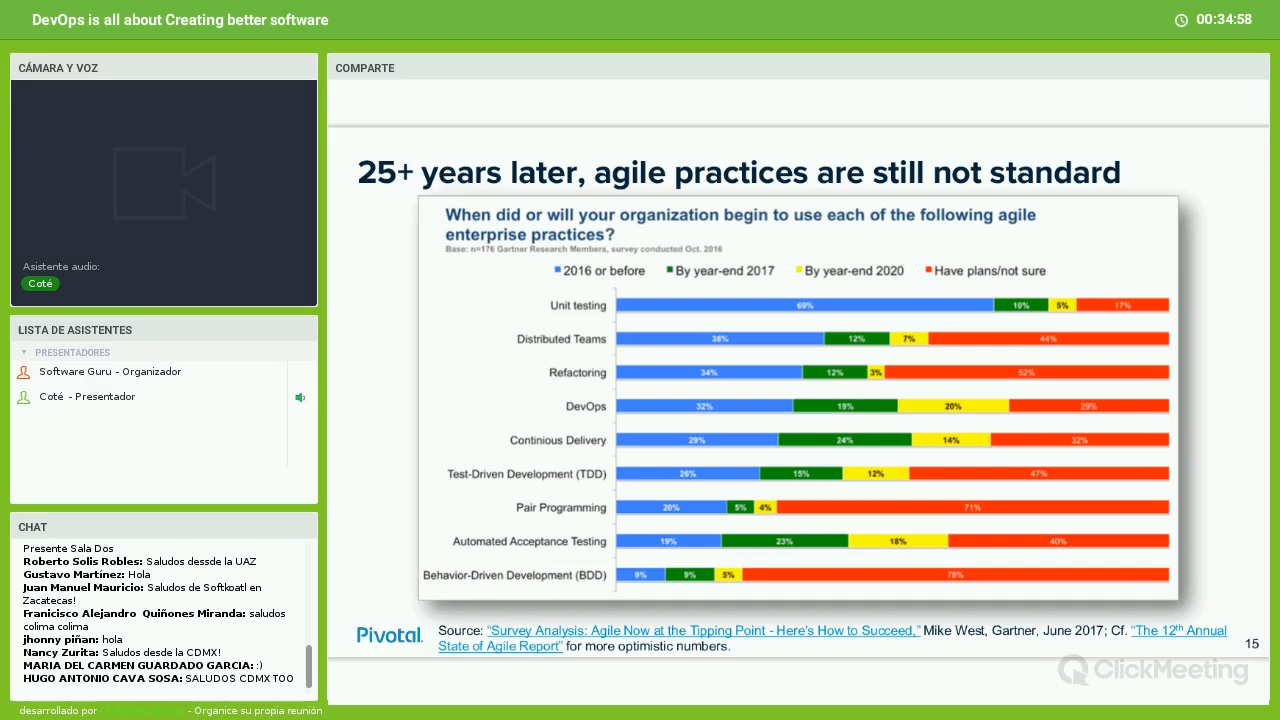 DevOps is all about Creating better software
00:34:58
CÁMARA Y VOZ
Asistente audio:
Coté
LISTA DE ASISTENTES
PRESENTADORES
Software Guru - Organizador
Coté - Presentador
CHAT
Presente Sala Dos
Roberto Solis Robles: Saludos dessde la UAZ
Gustavo Martínez: Hola
Juan Manuel Mauricio: Saludos de Softkoatl en
Zacatecas!
Franicisco Alejandro Quiñones Miranda: saludos
colima colima
jhonny piñan: hola
Nancy Zurita: Saludos desde la CDMX!
MARIA DEL CARMEN GUARDADO GARCIA: :)
HUGO ANTONIO CAVA SOSA: SALUDOS CDMX TOO
desarrollado por - Organice su propia reunión
COMPARTE
25+ years later, agile practices are still not standard
When did or will your organization begin to use each of the following agile
enterprise practices?
Base: n=176 Gartner Research Members, survey conducted Oct. 2016
2016 or before By year-end 2017 By year-end 2020 Have plans/not sure
Unit testing 69% 10% 5% 17%
Distributed Teams 38% 12% 7% 44%
Refactoring 34% 12% 3% 52%
DevOps 32% 19% 20% 29%
Continious Delivery 29% 24% 14% 32%
Test-Driven Development (TDD) 26% 15% 12% 47%
Pair Programming 20% 5% 4% 71%
Automated Acceptance Testing 19% 23% 18% 40%
Behavior-Driven Development (BDD) 9% 9% 5% 78%
Pivotal.
Source: "Survey Analysis: Agile Now at the Tipping Point - Here's How to Succeed," Mike West, Gartner, June 2017; Cf. "The 12th Annual
State of Agile Report" for more optimistic numbers.
15
ClickMeeting